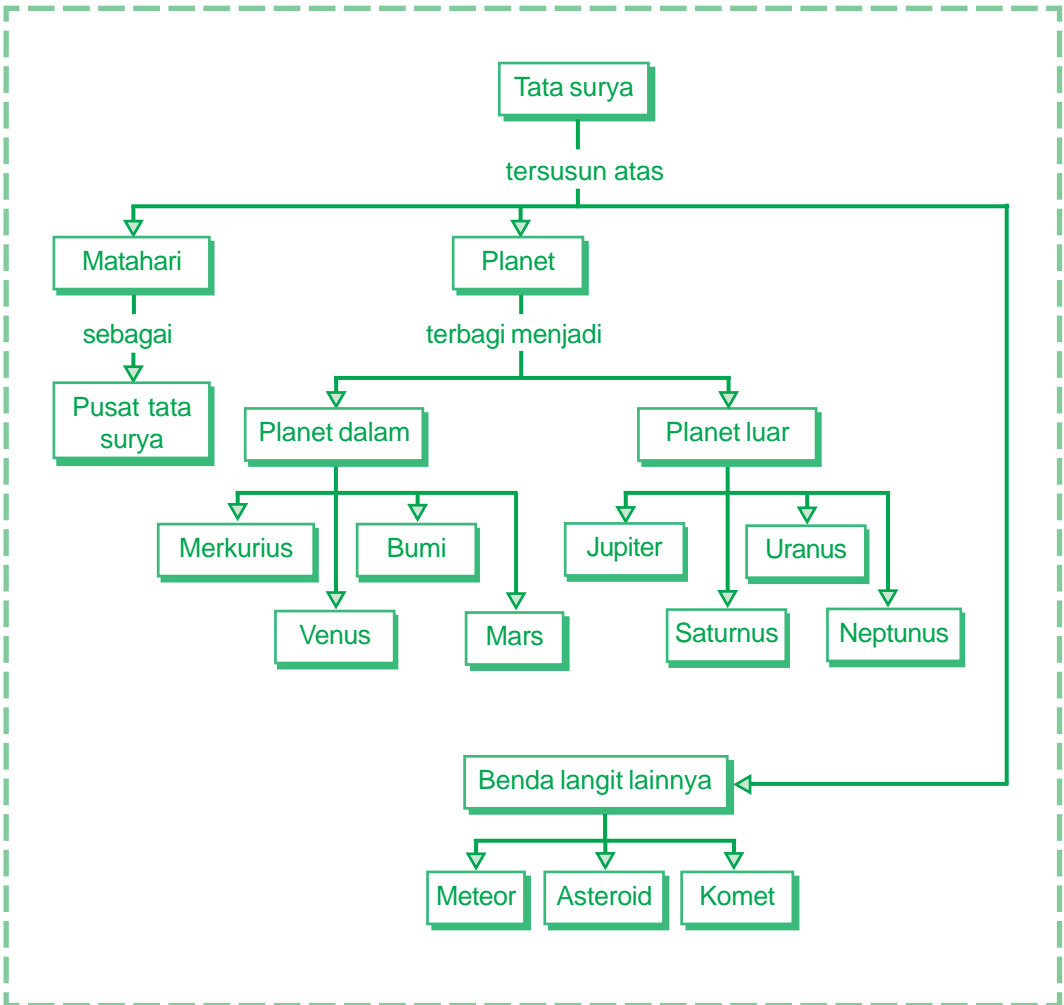 Tata surya
tersusun atas
Matahari
Planet
sebagai
terbagi menjadi
Pusat tata
surya
Planet dalam
Planet luar
Merkurius
Bumi
Jupiter
Uranus
Venus
Mars
Saturnus
Neptunus
Benda langit lainnya
Meteor
Asteroid
Komet